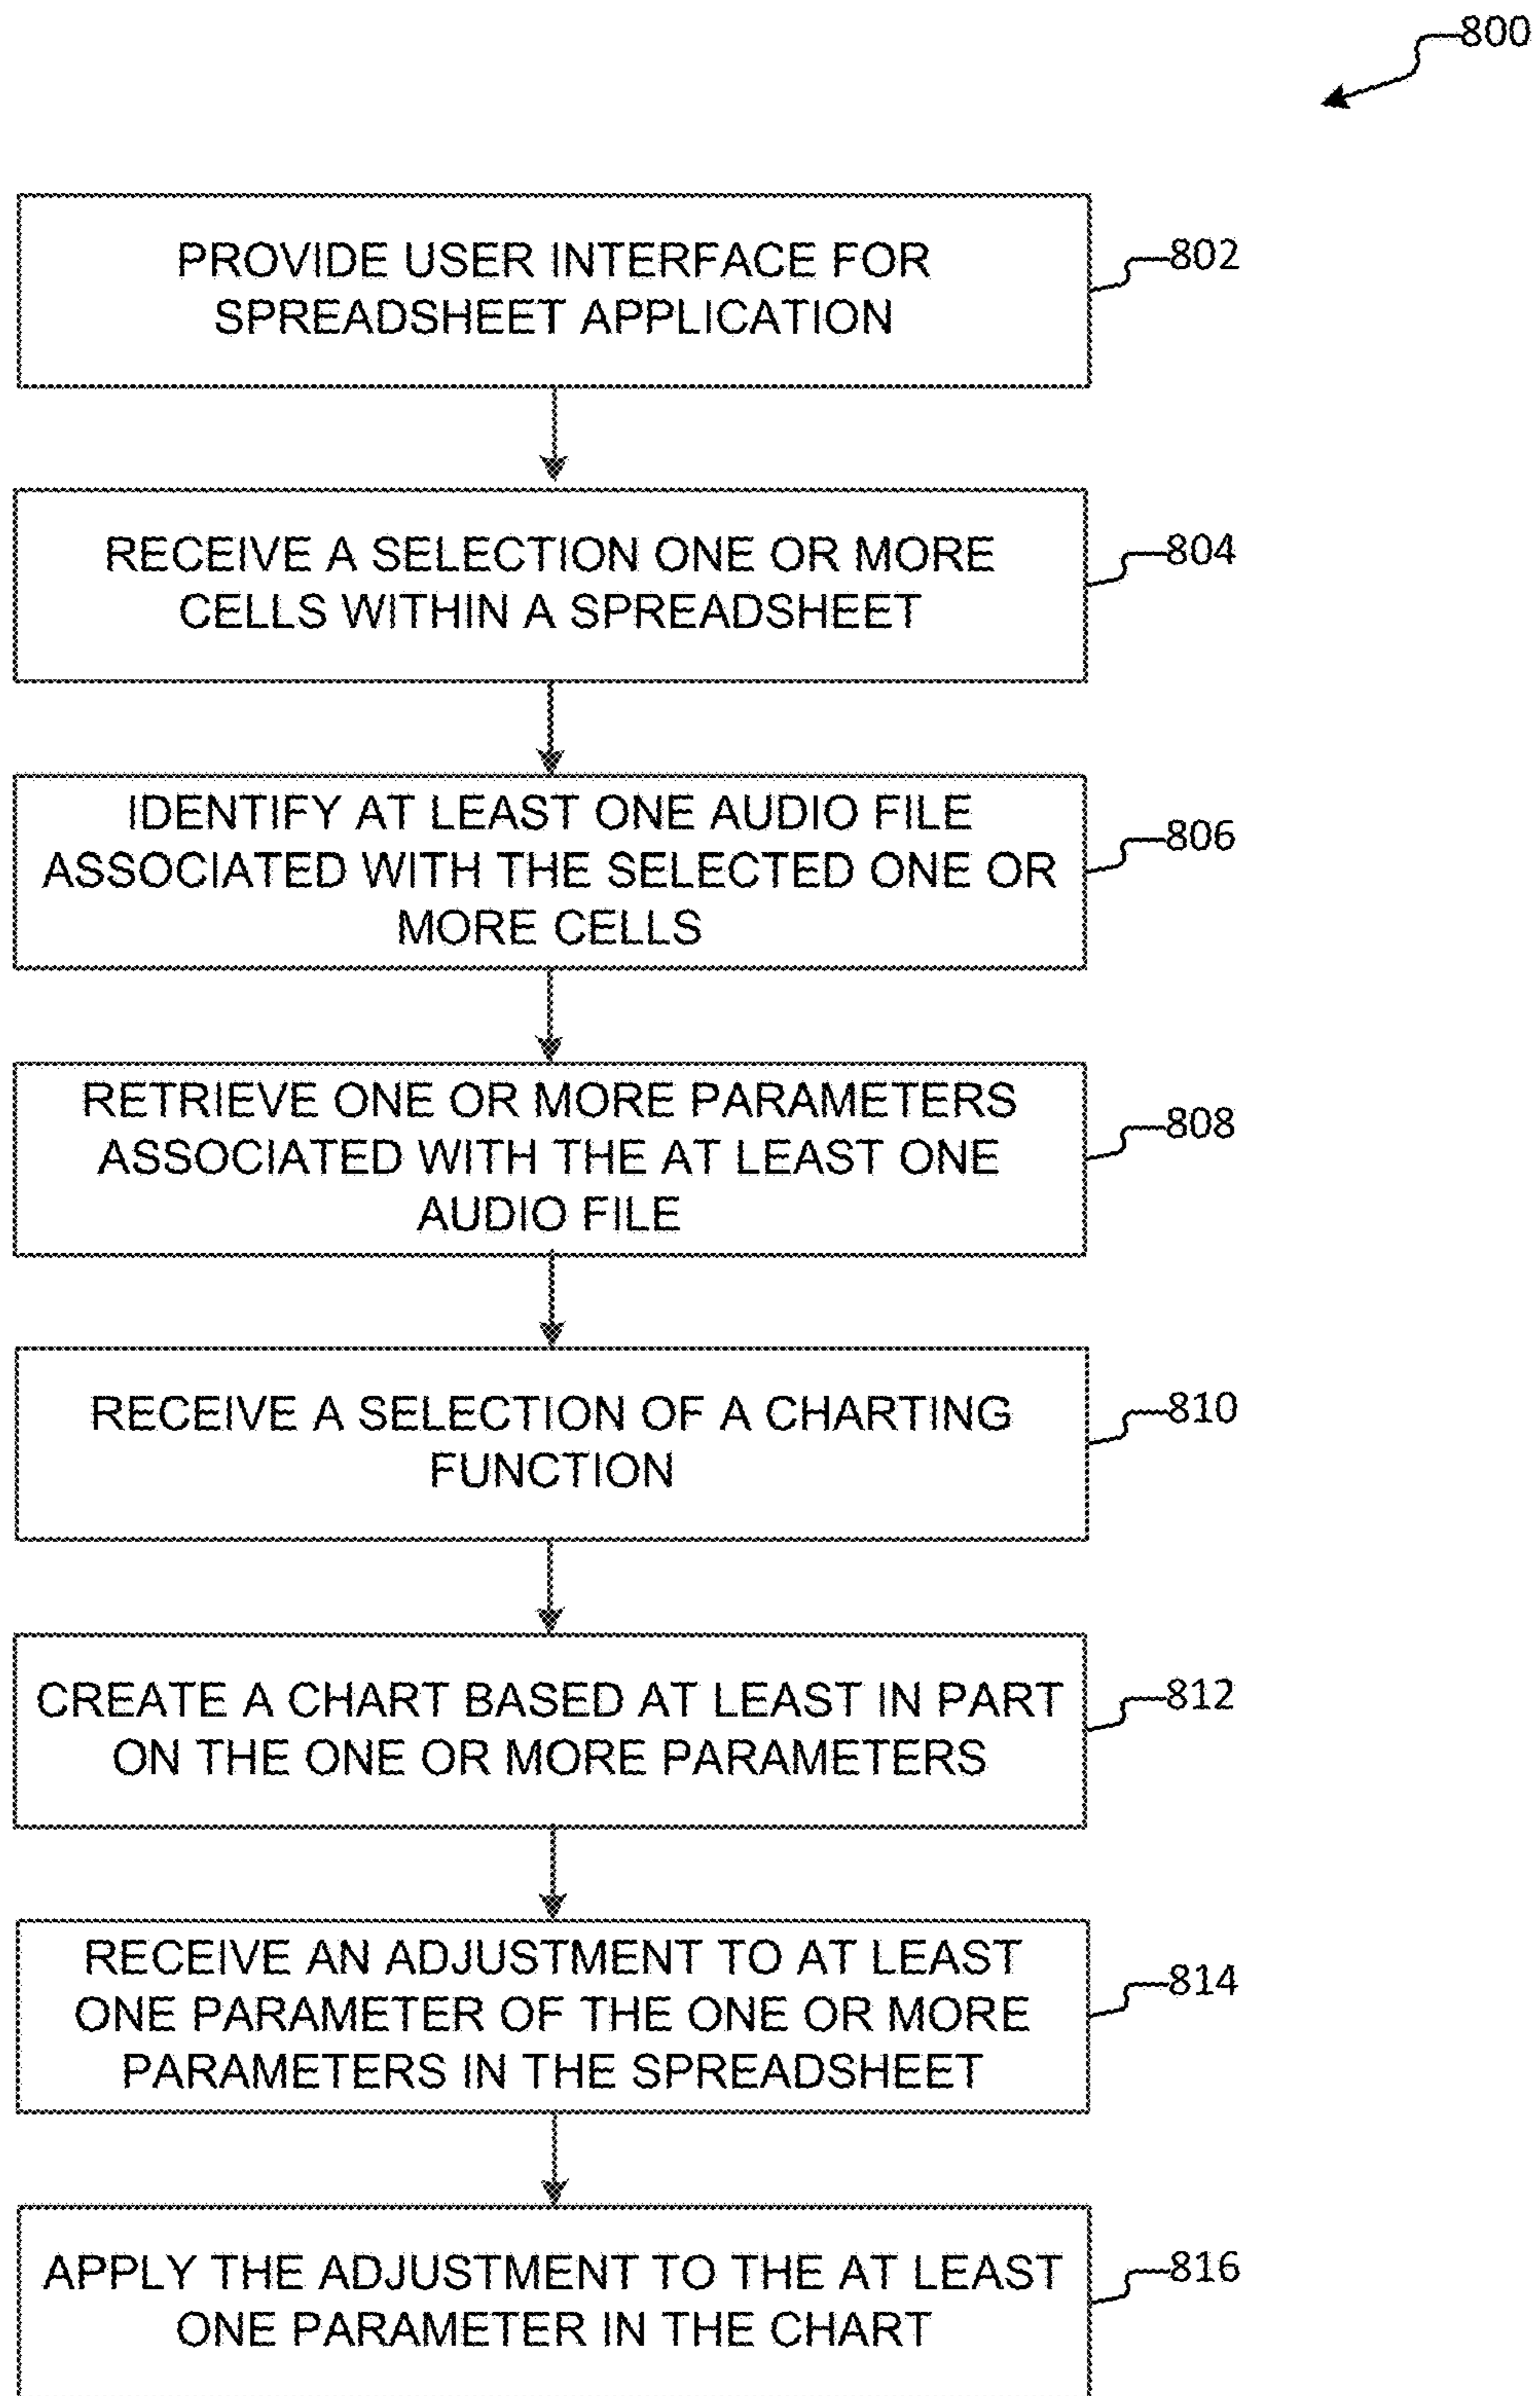 800
PROVIDE USER INTERFACE FOR
SPREADSHEET APPLICATION
802
RECEIVE A SELECTION ONE OR MORE
CELLS WITHIN A SPREADSHEET
804
IDENTIFY AT LEAST ONE AUDIO FILE
ASSOCIATED WITH THE SELECTED ONE OR
MORE CELLS
806
RETRIEVE ONE OR MORE PARAMETERS
ASSOCIATED WITH THE AT LEAST ONE
AUDIO FILE
808
RECEIVE A SELECTION OF A CHARTING
FUNCTION
810
CREATE A CHART BASED AT LEAST IN PART
ON THE ONE OR MORE PARAMETERS
812
RECEIVE AN ADJUSTMENT TO AT LEAST
ONE PARAMETER OF THE ONE OR MORE
PARAMETERS IN THE SPREADSHEET
814
APPLY THE ADJUSTMENT TO THE AT LEAST
ONE PARAMETER IN THE CHART
816